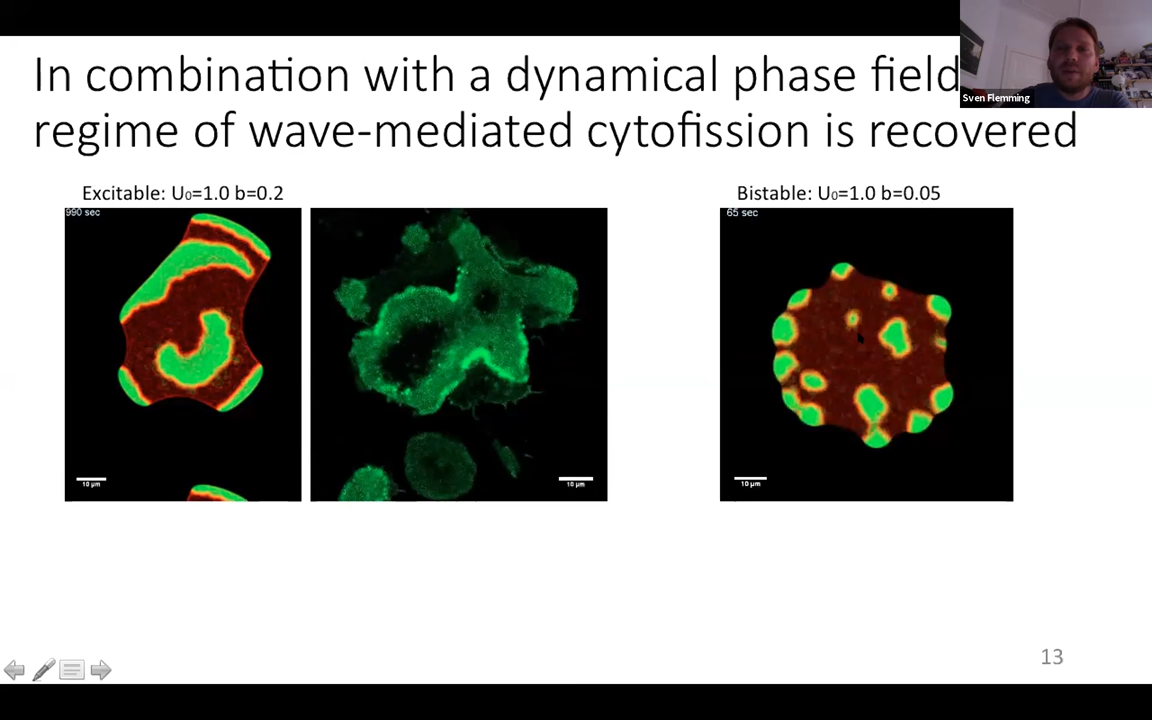 In combination with a dynamical phase field
regime of wave-mediated cytofission is recovered
Sven Flemming
Excitable: U₀=1.0 b=0.2
Bistable: U₀=1.0 b=0.05
990 sec
65 sec
10 µm
10 µm
10 µm
13